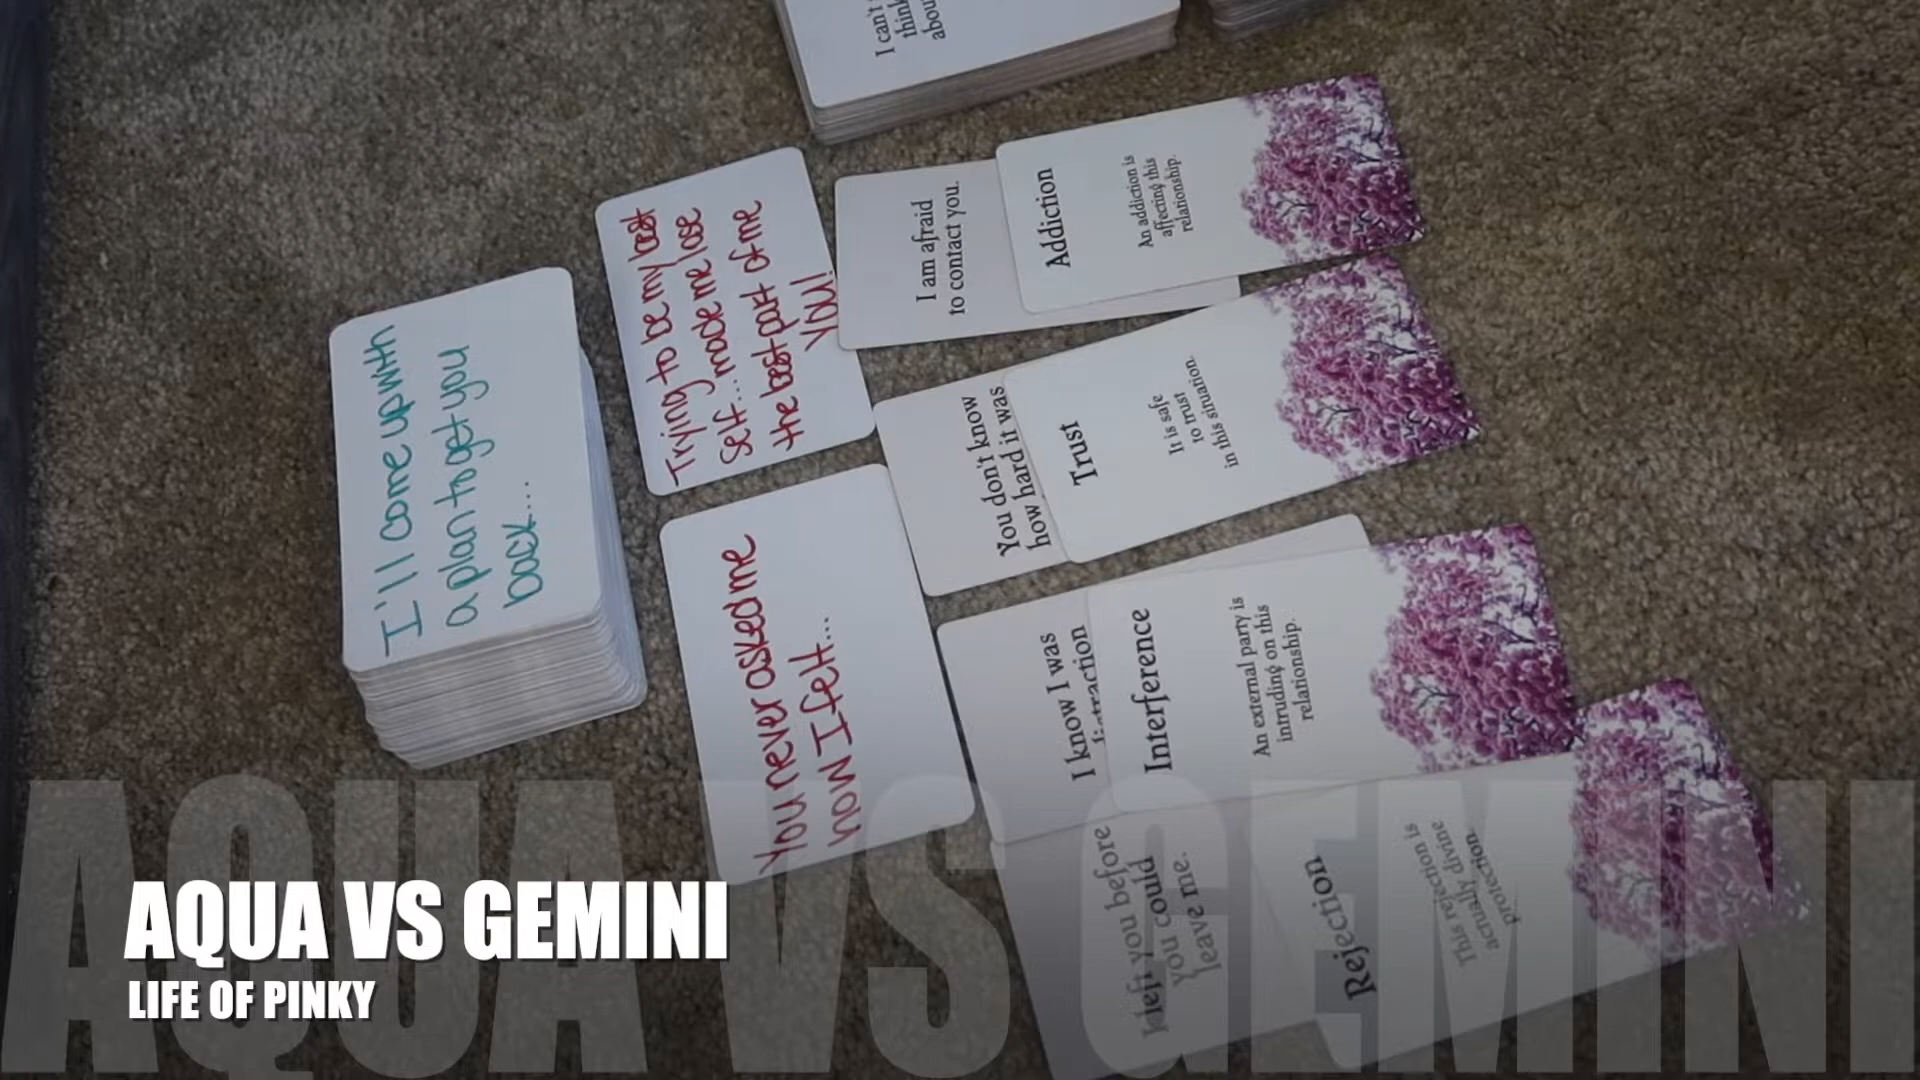 I can't
think
abou
I'll come up with
a plan to get you
back...
Trying to be my best
self...made me lose
the best part of me
YOU!
I am afraid
to contact you.
Addiction
An addiction is
affecting this
relationship.
You don't know
how hard it was
Trust
It is safe
to trust
in this situation.
You never asked me
how I felt...
I know I was
distraction
Interference
An external party is
intruding on this
relationship.
I left you before
you could
leave me.
Rejection
This rejection is
actually divine
protection.
AQUA VS GEMINI
AQUA VS GEMINI
LIFE OF PINKY